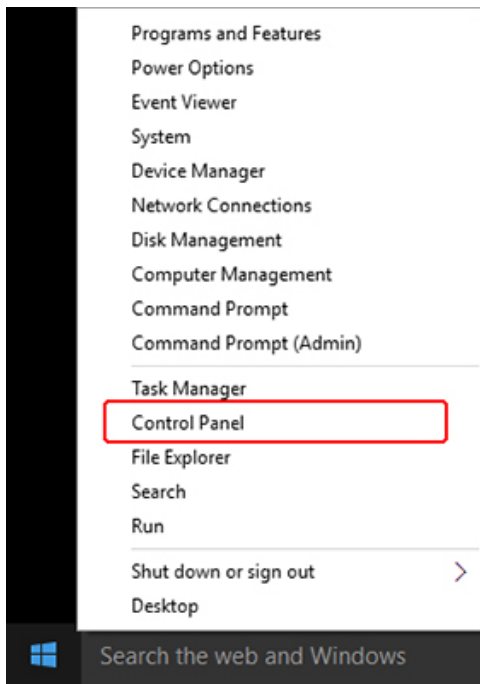 Programs and Features
Power Options
Event Viewer
System
Device Manager
Network Connections
Disk Management
Computer Management
Command Prompt
Command Prompt (Admin)
Task Manager
Control Panel
File Explorer
Search
Run
Shut down or sign out
Desktop
Search the web and Windows